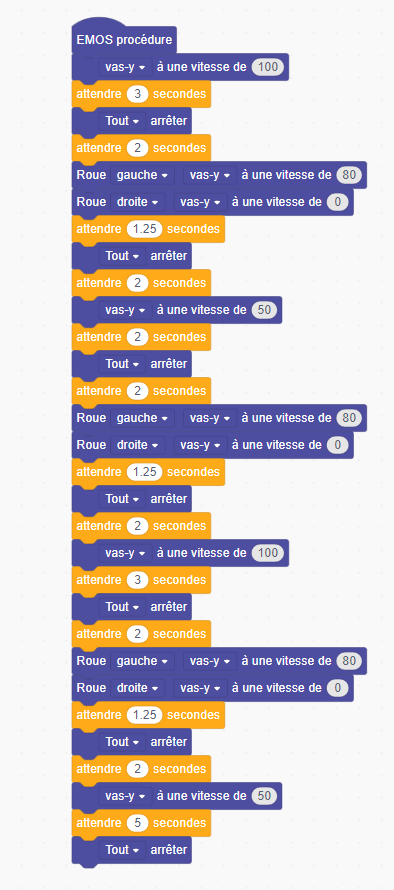 EMOS procédure
vas-y à une vitesse de 100
attendre 3 secondes
Tout arrêter
attendre 2 secondes
Roue gauche vas-y à une vitesse de 80
Roue droite vas-y à une vitesse de 0
attendre 1.25 secondes
Tout arrêter
attendre 2 secondes
vas-y à une vitesse de 50
attendre 2 secondes
Tout arrêter
attendre 2 secondes
Roue gauche vas-y à une vitesse de 80
Roue droite vas-y à une vitesse de 0
attendre 1.25 secondes
Tout arrêter
attendre 2 secondes
vas-y à une vitesse de 100
attendre 3 secondes
Tout arrêter
attendre 2 secondes
Roue gauche vas-y à une vitesse de 80
Roue droite vas-y à une vitesse de 0
attendre 1.25 secondes
Tout arrêter
attendre 2 secondes
vas-y à une vitesse de 50
attendre 5 secondes
Tout arrêter